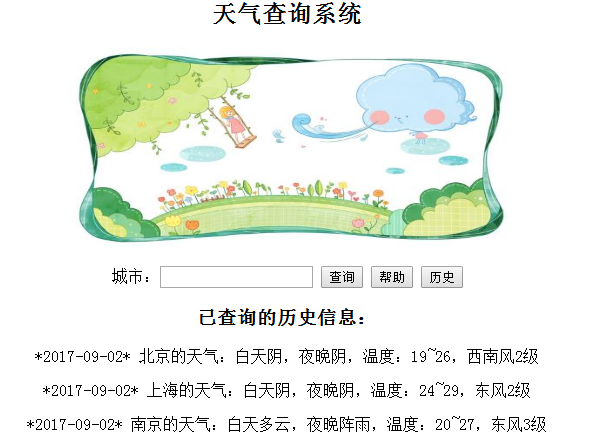 天气查询系统
城市： 查询 帮助 历史
已查询的历史信息：
*2017-09-02* 北京的天气：白天阴，夜晚阴，温度：19~26，西南风2级
*2017-09-02* 上海的天气：白天阴，夜晚阴，温度：24~29，东风2级
*2017-09-02* 南京的天气：白天多云，夜晚阵雨，温度：20~27，东风3级